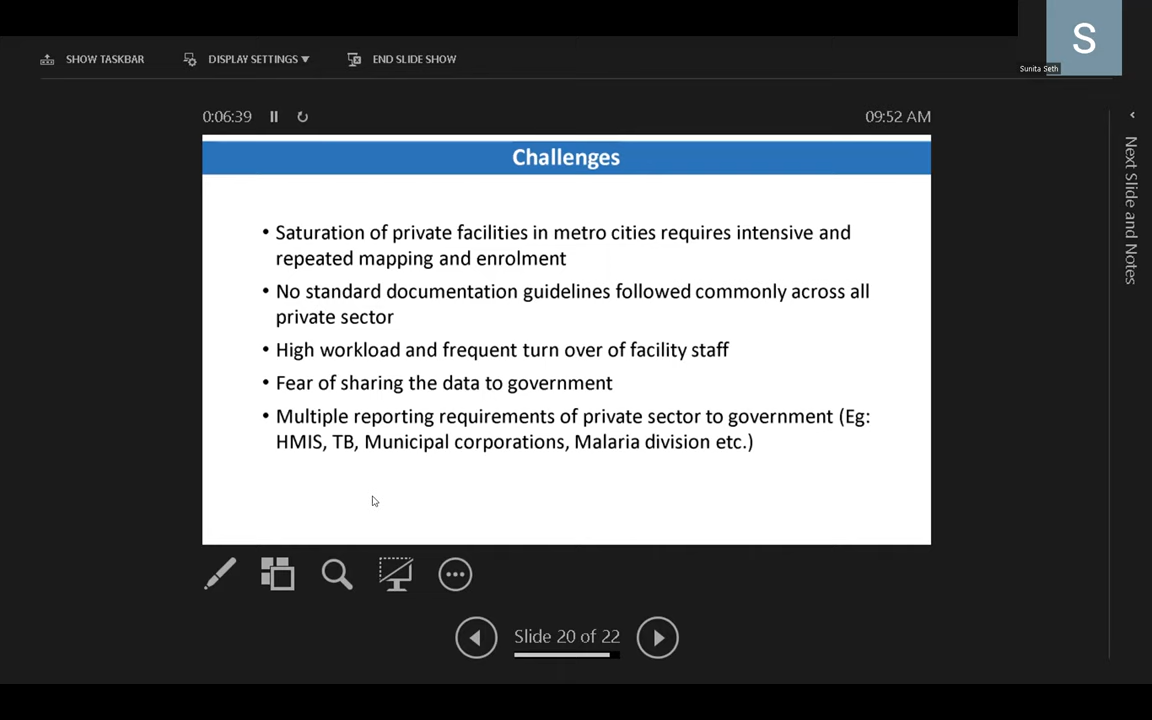 S
Sunita Seth
SHOW TASKBAR
DISPLAY SETTINGS ▾
END SLIDE SHOW
0:06:39
09:52 AM
Challenges
• Saturation of private facilities in metro cities requires intensive and
repeated mapping and enrolment
• No standard documentation guidelines followed commonly across all
private sector
• High workload and frequent turn over of facility staff
• Fear of sharing the data to government
• Multiple reporting requirements of private sector to government (Eg:
HMIS, TB, Municipal corporations, Malaria division etc.)
Slide 20 of 22
Next Slide and Notes